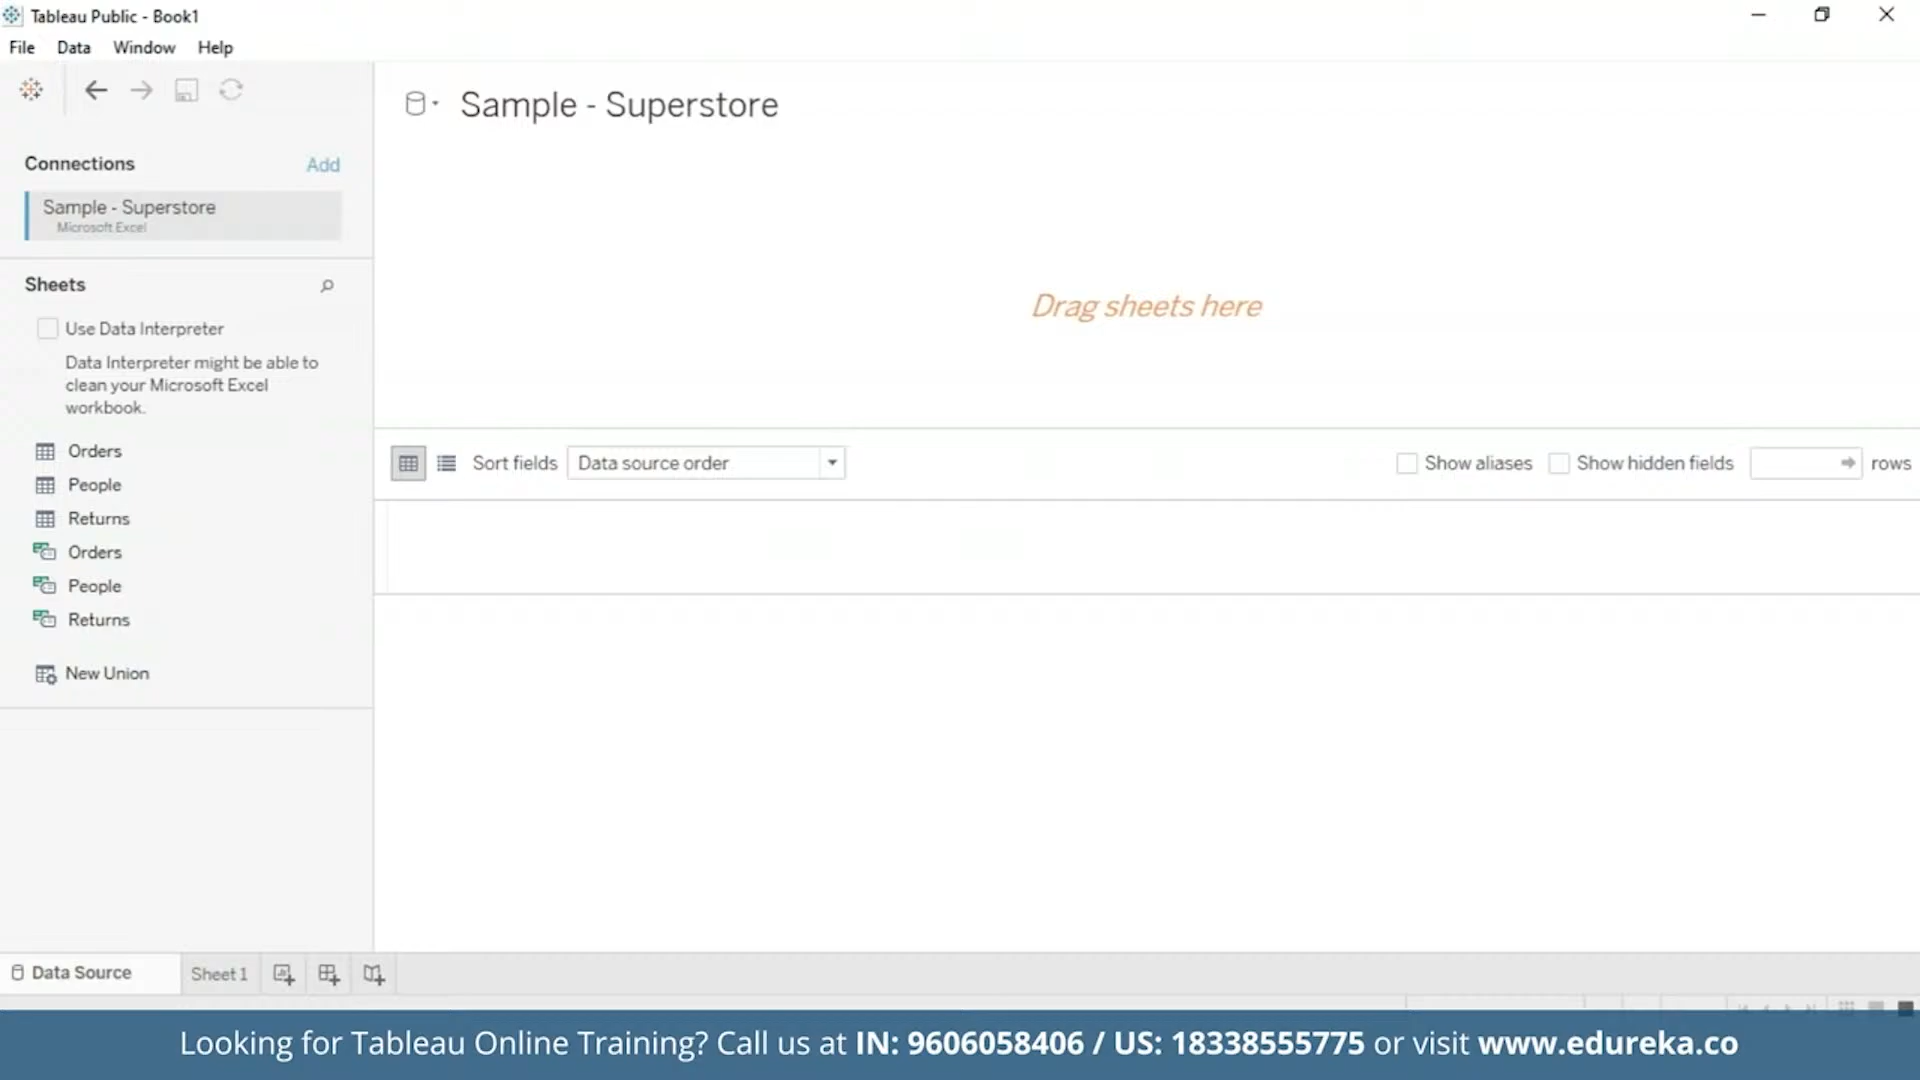 Tableau Public - Book1
File Data Window Help
Connections Add
Sample - Superstore
Microsoft Excel
Sheets
Use Data Interpreter
Data Interpreter might be able to
clean your Microsoft Excel
workbook.
Orders
People
Returns
Orders
People
Returns
New Union
Sample - Superstore
Drag sheets here
Sort fields Data source order Show aliases Show hidden fields rows
Data Source Sheet 1
Looking for Tableau Online Training? Call us at IN: 9606058406 / US: 18338555775 or visit www.edureka.co